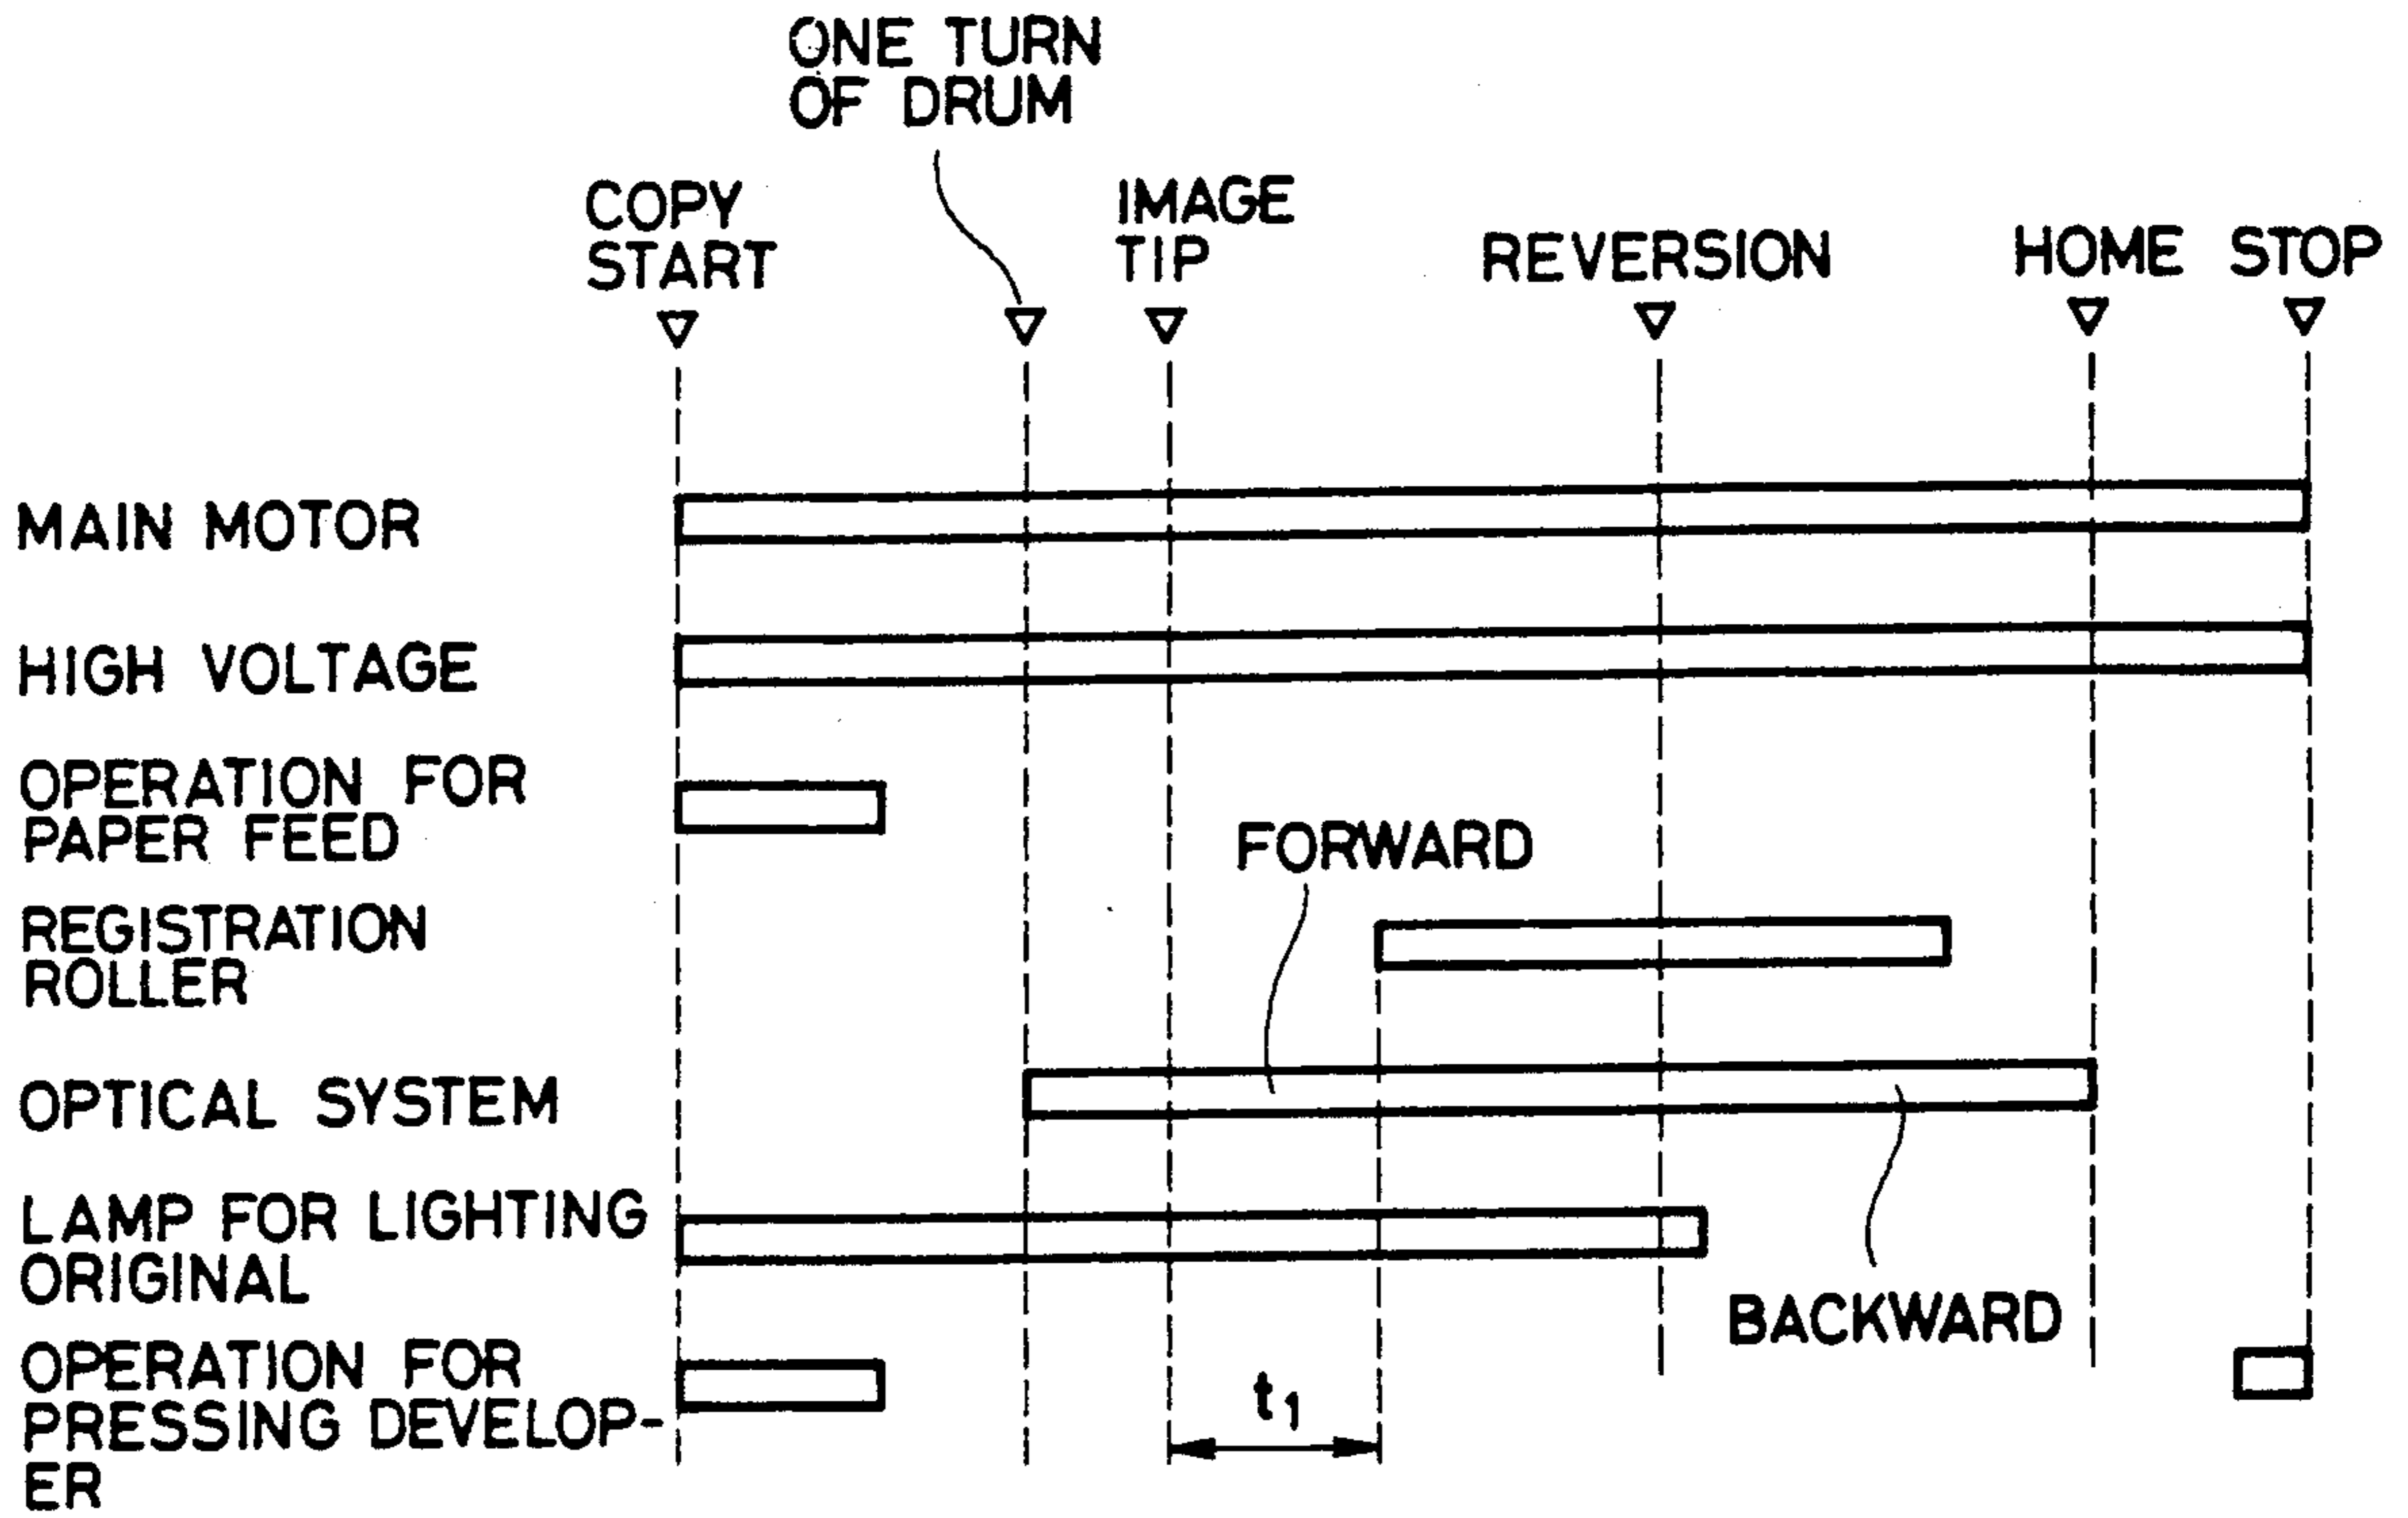 ONE TURN
OF DRUM
COPY
START
IMAGE
TIP
REVERSION
HOME
STOP
MAIN MOTOR
HIGH VOLTAGE
OPERATION FOR
PAPER FEED
FORWARD
REGISTRATION
ROLLER
OPTICAL SYSTEM
LAMP FOR LIGHTING
ORIGINAL
BACKWARD
OPERATION FOR
PRESSING DEVELOP-
ER
t1